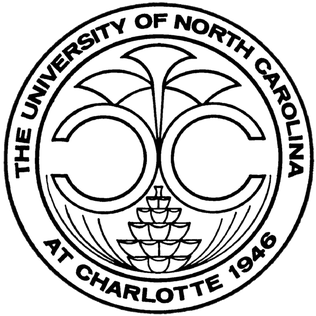 THE UNIVERSITY OF NORTH CAROLINA
AT CHARLOTTE 1946